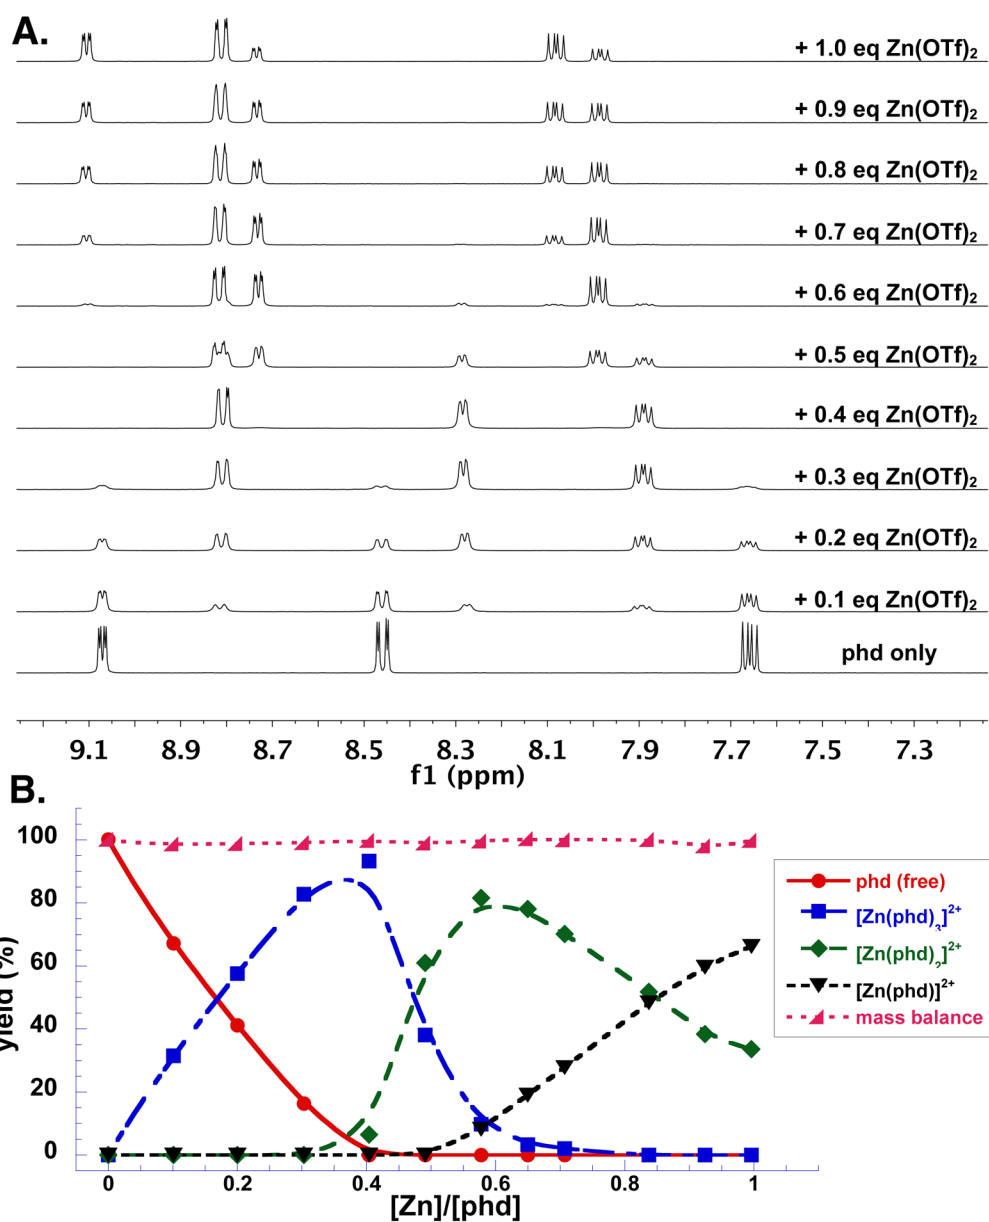 A.
+ 1.0 eq Zn(OTf)₂
+ 0.9 eq Zn(OTf)₂
+ 0.8 eq Zn(OTf)₂
+ 0.7 eq Zn(OTf)₂
+ 0.6 eq Zn(OTf)₂
+ 0.5 eq Zn(OTf)₂
+ 0.4 eq Zn(OTf)₂
+ 0.3 eq Zn(OTf)₂
+ 0.2 eq Zn(OTf)₂
+ 0.1 eq Zn(OTf)₂
phd only
9.1 8.9 8.7 8.5 8.3 8.1 7.9 7.7 7.5 7.3
f1 (ppm)
B.
100
80
60
40
20
0
yield (%)
phd (free)
[Zn(phd)₃]²⁺
[Zn(phd)₂]²⁺
[Zn(phd)]²⁺
mass balance
0 0.2 0.4 0.6 0.8 1
[Zn]/[phd]